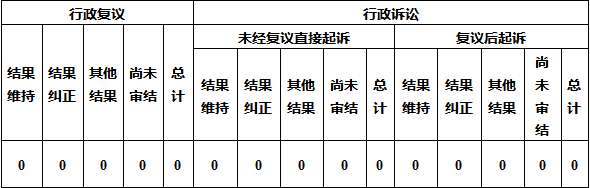 行政复议 行政诉讼
未经复议直接起诉 复议后起诉
结果维持 结果纠正 其他结果 尚未审结 总计 结果维持 结果纠正 其他结果 尚未审结 总计 结果维持 结果纠正 其他结果 尚未审结 总计
0 0 0 0 0 0 0 0 0 0 0 0 0 0 0